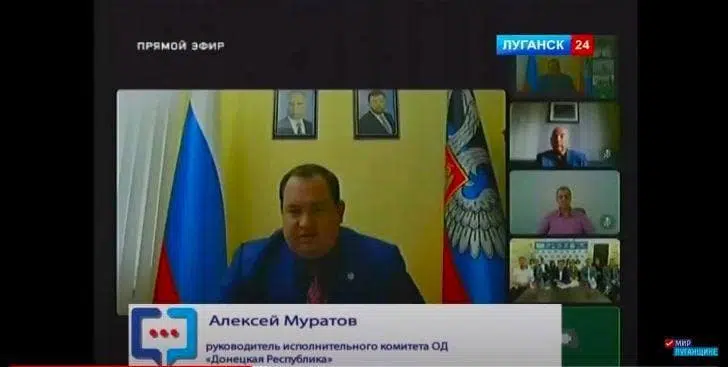 ПРЯМОЙ ЭФИР
ЛУГАНСК 24
Алексей Муратов
руководитель исполнительного комитета ОД
«Донецкая Республика»
МИР
ЛУГАНЩИНЕ